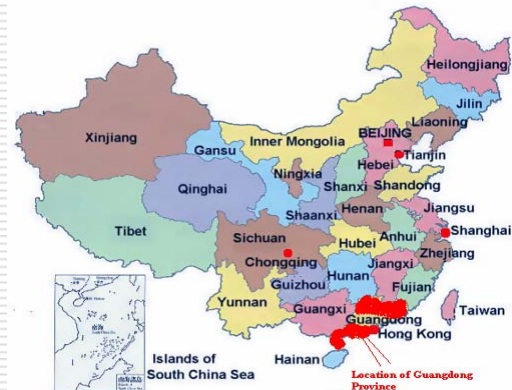 Heilongjiang
Jilin
Liaoning
Xinjiang
Inner Mongolia
BEIJING
Gansu
Tianjin
Hebei
Ningxia
Qinghai
Shanxi
Shandong
Shaanxi
Henan
Jiangsu
Tibet
Sichuan
Anhui
Shanghai
Hubei
Zhejiang
Chongqing
Jiangxi
Hunan
Guizhou
Fujian
Yunnan
Guangxi
Taiwan
Guangdong
Hong Kong
南海
Islands of
South China Sea
Hainan
Location of Guangdong
Province